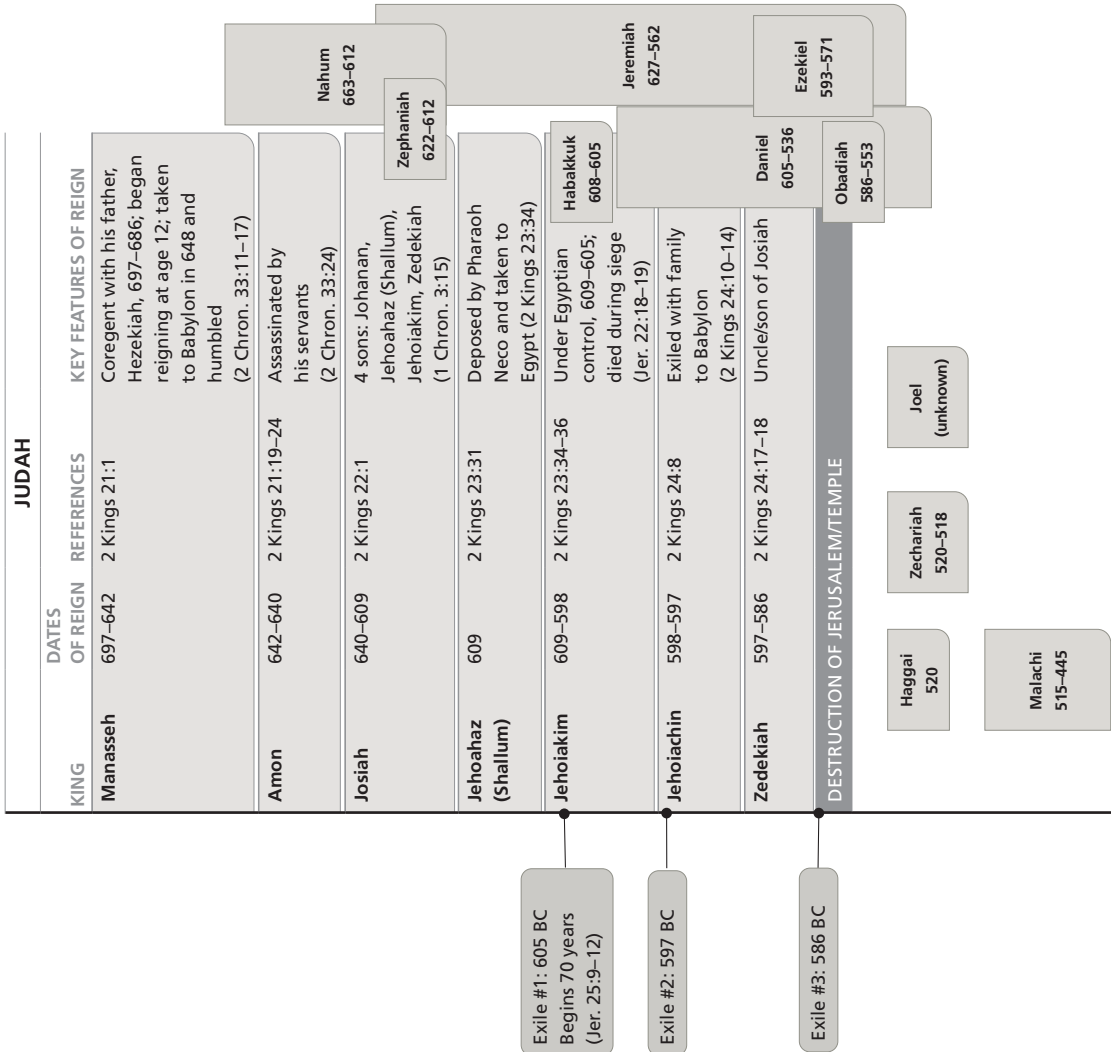 JUDAH
KING
DATES
OF REIGN
REFERENCES
KEY FEATURES OF REIGN
Manasseh
697–642
2 Kings 21:1
Coregent with his father,
Hezekiah, 697–686; began
reigning at age 12; taken
to Babylon in 648 and
humbled
(2 Chron. 33:11–17)
Amon
642–640
2 Kings 21:19–24
Assassinated by
his servants
(2 Chron. 33:24)
Josiah
640–609
2 Kings 22:1
4 sons: Johanan,
Jehoahaz (Shallum),
Jehoiakim, Zedekiah
(1 Chron. 3:15)
Jehoahaz
(Shallum)
609
2 Kings 23:31
Deposed by Pharaoh
Neco and taken to
Egypt (2 Kings 23:34)
Jehoiakim
609–598
2 Kings 23:34–36
Under Egyptian
control, 609–605;
died during siege
(Jer. 22:18–19)
Jehoiachin
598–597
2 Kings 24:8
Exiled with family
to Babylon
(2 Kings 24:10–14)
Zedekiah
597–586
2 Kings 24:17–18
Uncle/son of Josiah
DESTRUCTION OF JERUSALEM/TEMPLE
Nahum
663–612
Zephaniah
622–612
Jeremiah
627–562
Habakkuk
608–605
Daniel
605–536
Ezekiel
593–571
Obadiah
586–553
Haggai
520
Zechariah
520–518
Joel
(unknown)
Malachi
515–445
Exile #1: 605 BC
Begins 70 years
(Jer. 25:9–12)
Exile #2: 597 BC
Exile #3: 586 BC